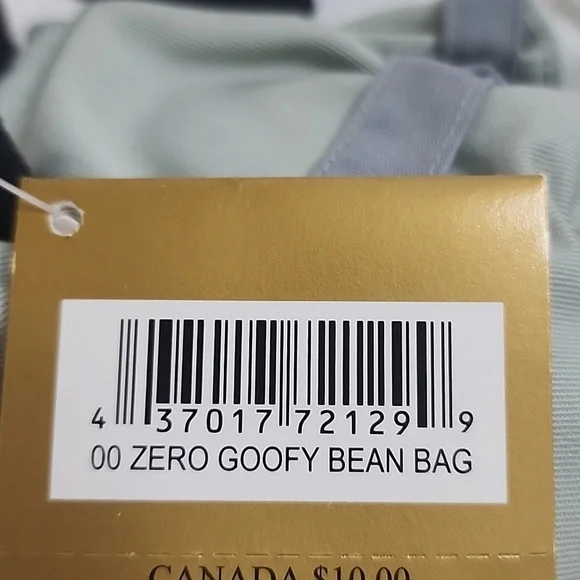 4 37017 72129 9
00 ZERO GOOFY BEAN BAG
CANADA $10.00